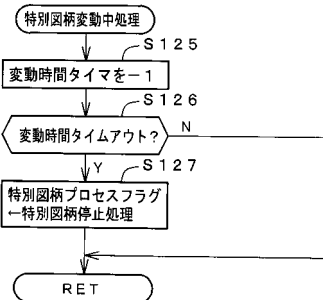 特別図柄変動中処理
S125
変動時間タイマを－1
S126
変動時間タイムアウト?
N
Y
S127
特別図柄プロセスフラグ
←特別図柄停止処理
RET